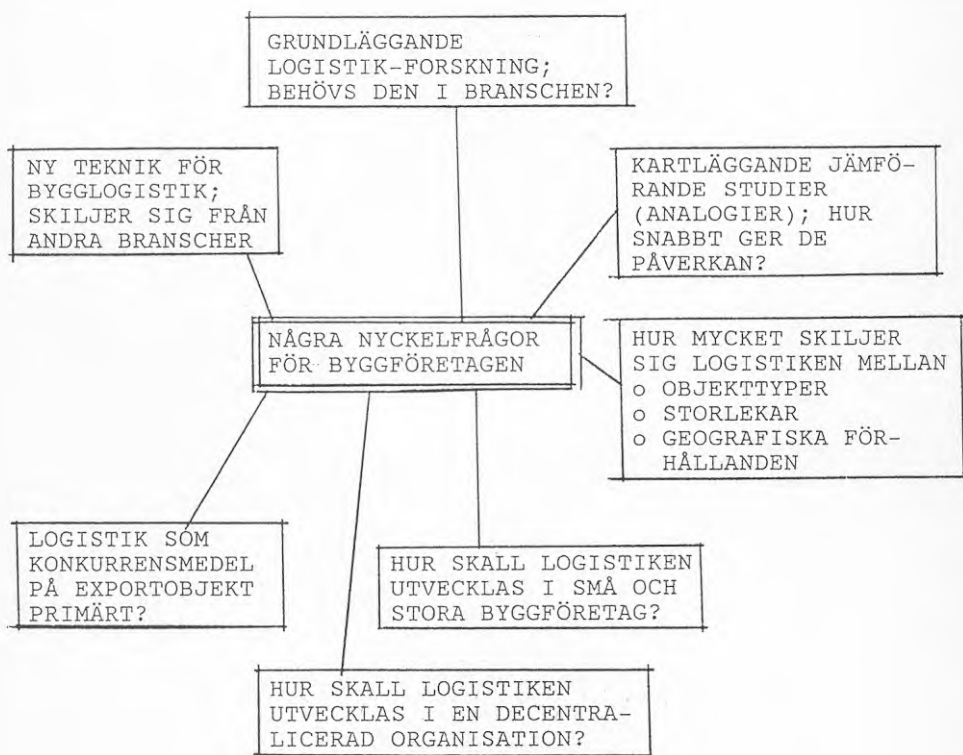 GRUNDLÄGGANDE
LOGISTIK-FORSKNING;
BEHÖVS DEN I BRANSCHEN?
NY TEKNIK FÖR
BYGGLOGISTIK;
SKILJER SIG FRÅN
ANDRA BRANSCHER
KARTLÄGGANDE JÄMFÖ-
RANDE STUDIER
(ANALOGIER); HUR
SNABBT GER DE
PÅVERKAN?
NÅGRA NYCKELFRÅGOR
FÖR BYGGFÖRETAGEN
HUR MYCKET SKILJER
SIG LOGISTIKEN MELLAN
o OBJEKTTYPER
o STORLEKAR
o GEOGRAFISKA FÖR-
HÅLLANDEN
LOGISTIK SOM
KONKURRENSMEDEL
PÅ EXPORTOBJEKT
PRIMÄRT?
HUR SKALL LOGISTIKEN
UTVECKLAS I SMÅ OCH
STORA BYGGFÖRETAG?
HUR SKALL LOGISTIKEN
UTVECKLAS I EN DECENTRA-
LICERAD ORGANISATION?